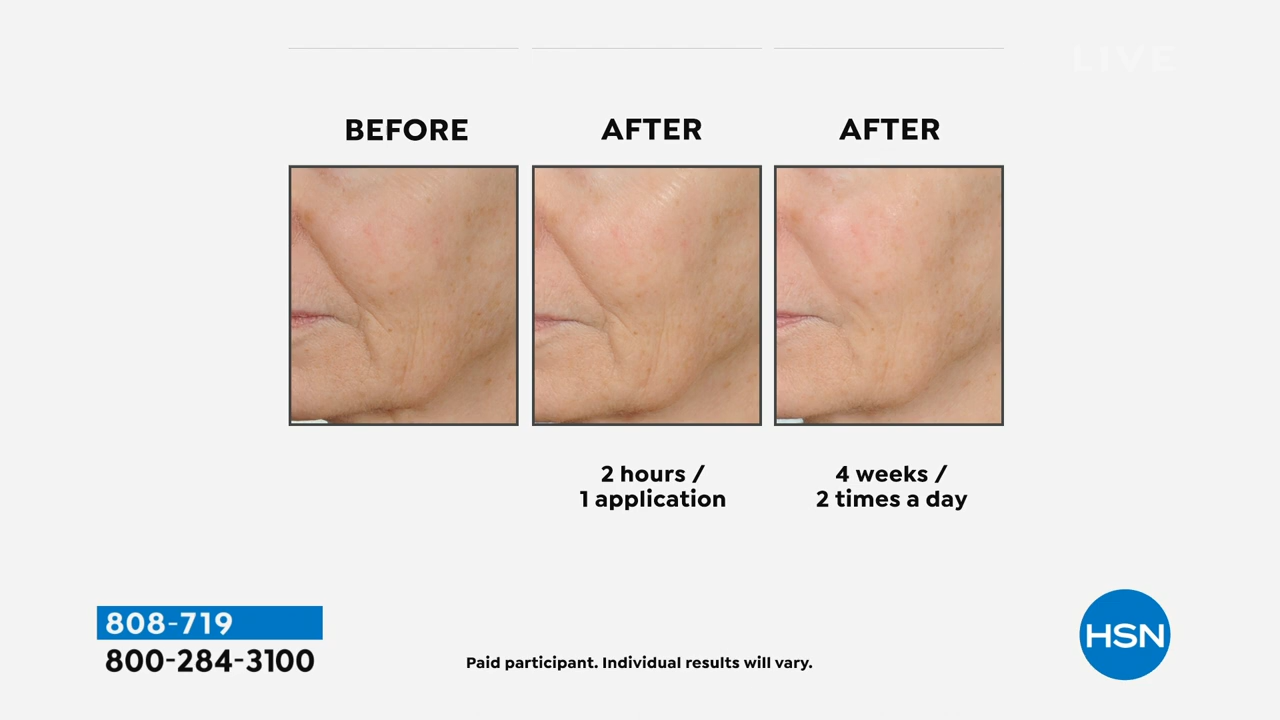 LIVE
BEFORE
AFTER
AFTER
2 hours /
1 application
4 weeks /
2 times a day
808-719
800-284-3100
Paid participant. Individual results will vary.
HSN